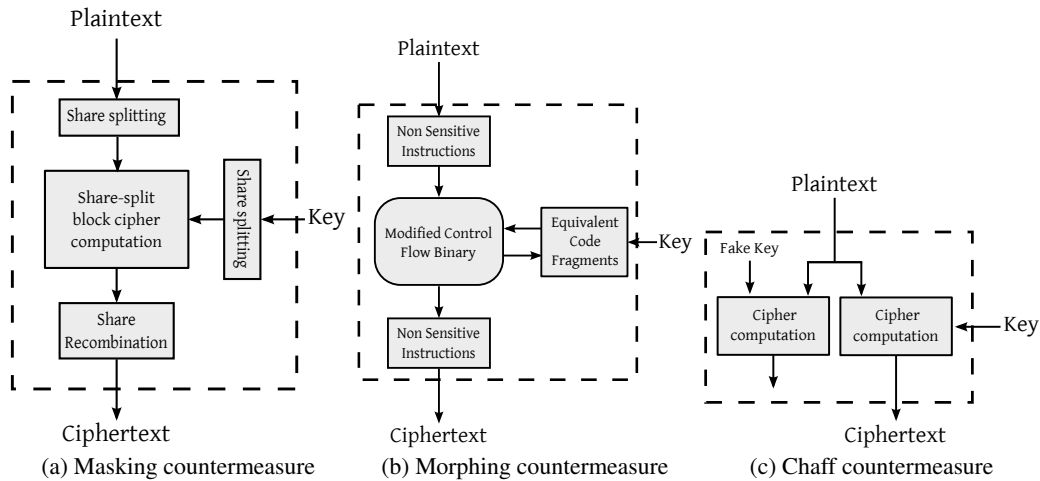 Plaintext
Share splitting
Share-split
block cipher
computation
Share splitting
Key
Share
Recombination
Ciphertext
(a) Masking countermeasure
Plaintext
Non Sensitive
Instructions
Modified Control
Flow Binary
Equivalent
Code
Fragments
Key
Non Sensitive
Instructions
Ciphertext
(b) Morphing countermeasure
Plaintext
Fake Key
Cipher
computation
Cipher
computation
Key
Ciphertext
(c) Chaff countermeasure